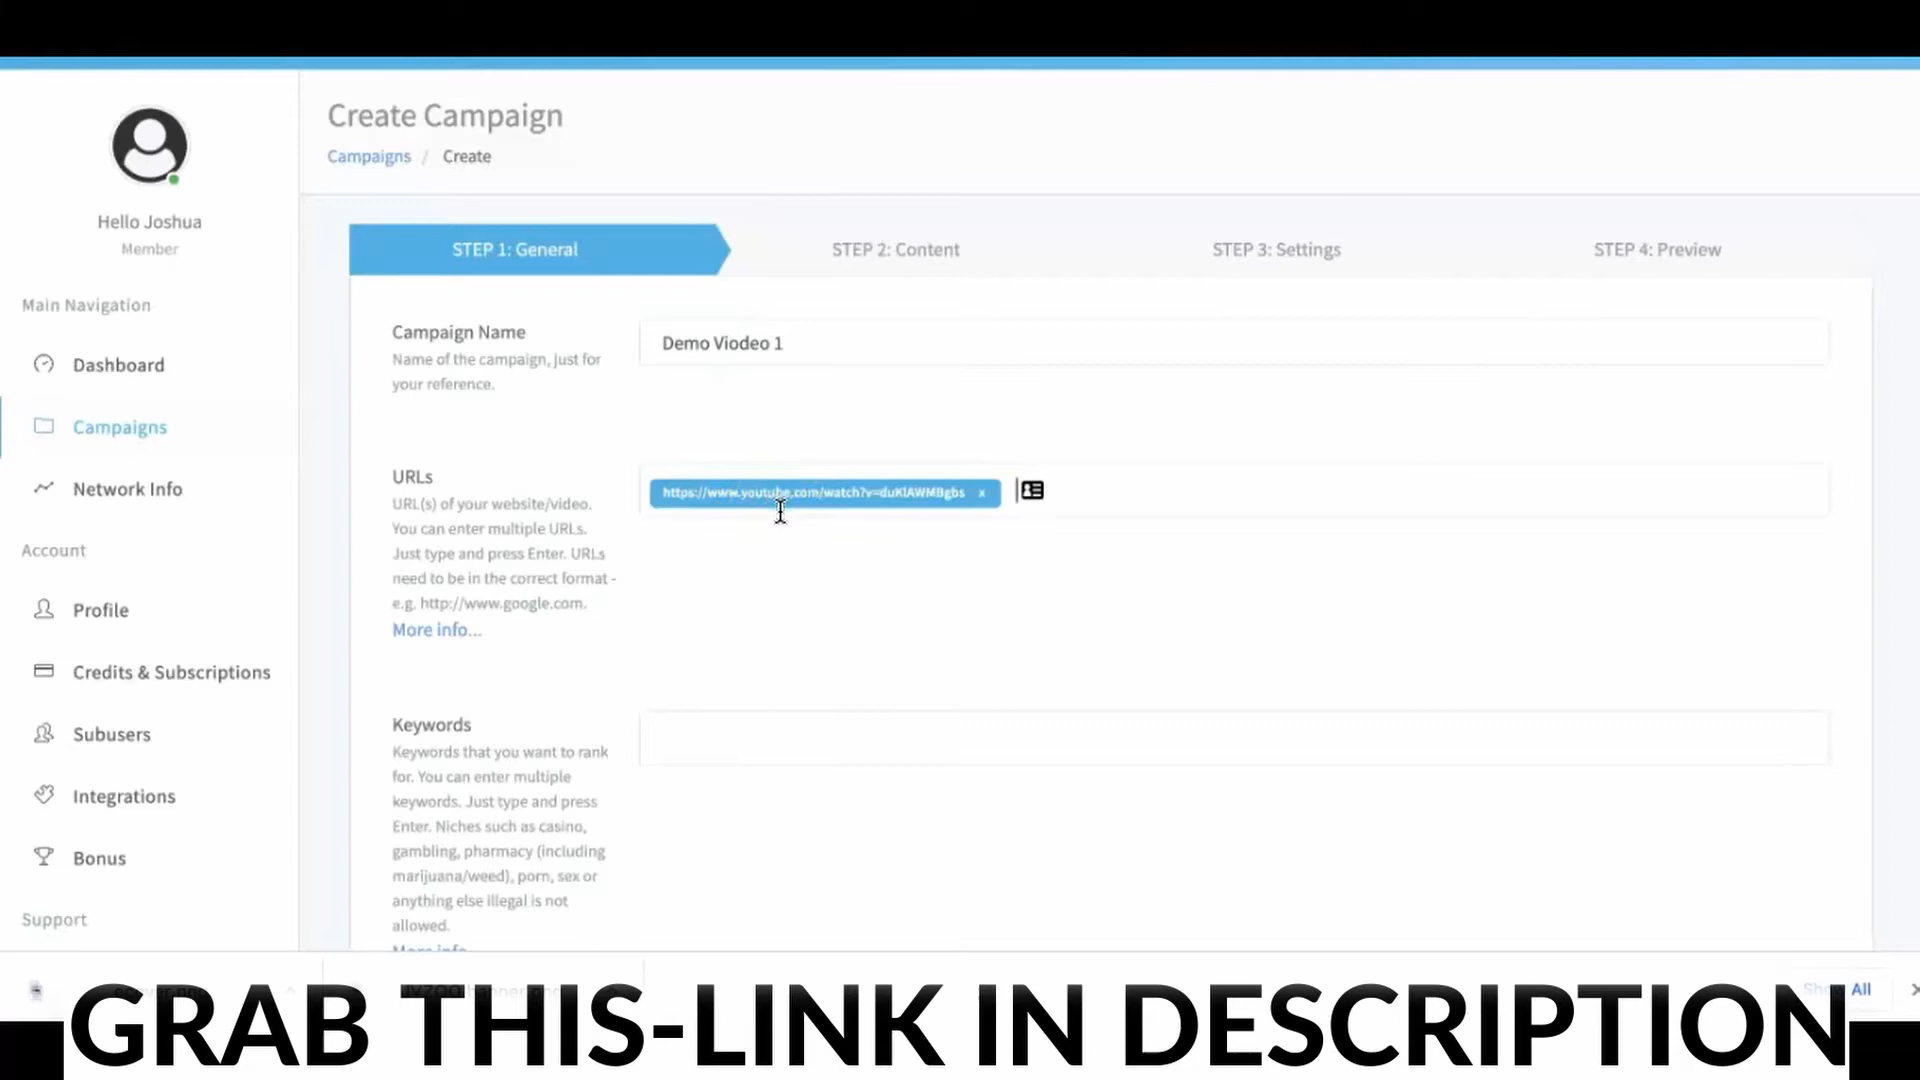 Create Campaign
Campaigns / Create
Hello Joshua
Member
Main Navigation
Dashboard
Campaigns
Network Info
Account
Profile
Credits & Subscriptions
Subusers
Integrations
Bonus
Support
STEP 1: General
STEP 2: Content
STEP 3: Settings
STEP 4: Preview
Campaign Name
Name of the campaign, just for
your reference.
Demo Viodeo 1
URLs
URL(s) of your website/video.
You can enter multiple URLs.
Just type and press Enter. URLs
need to be in the correct format -
e.g. http://www.google.com.
More info...
https://www.youtube.com/watch?v=duKlAWMBgbs x
Keywords
Keywords that you want to rank
for. You can enter multiple
keywords. Just type and press
Enter. Niches such as casino,
gambling, pharmacy (including
marijuana/weed), porn, sex or
anything else illegal is not
allowed.
More info
Show All
GRAB THIS-LINK IN DESCRIPTION